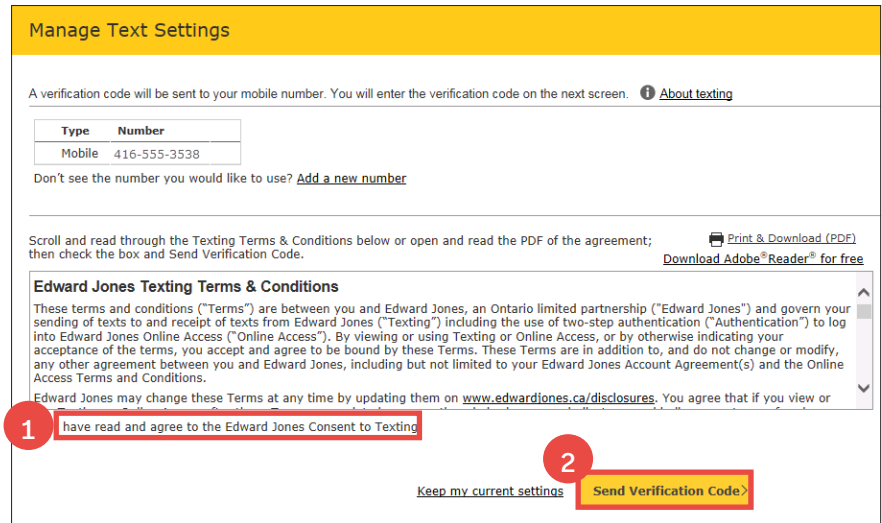 Manage Text Settings
A verification code will be sent to your mobile number. You will enter the verification code on the next screen. i About texting
Type Number
Mobile 416-555-3538
Don't see the number you would like to use? Add a new number
Scroll and read through the Texting Terms & Conditions below or open and read the PDF of the agreement;
then check the box and Send Verification Code.
Print & Download (PDF)
Download Adobe®Reader® for free
Edward Jones Texting Terms & Conditions
These terms and conditions ("Terms") are between you and Edward Jones, an Ontario limited partnership ("Edward Jones") and govern your
sending of texts to and receipt of texts from Edward Jones ("Texting") including the use of two-step authentication ("Authentication") to log
into Edward Jones Online Access ("Online Access"). By viewing or using Texting or Online Access, or by otherwise indicating your
acceptance of the terms, you accept and agree to be bound by these Terms. These Terms are in addition to, and do not change or modify,
any other agreement between you and Edward Jones, including but not limited to your Edward Jones Account Agreement(s) and the Online
Access Terms and Conditions.
Edward Jones may change these Terms at any time by updating them on www.edwardjones.ca/disclosures. You agree that if you view or
1 have read and agree to the Edward Jones Consent to Texting
2
Keep my current settings Send Verification Code>